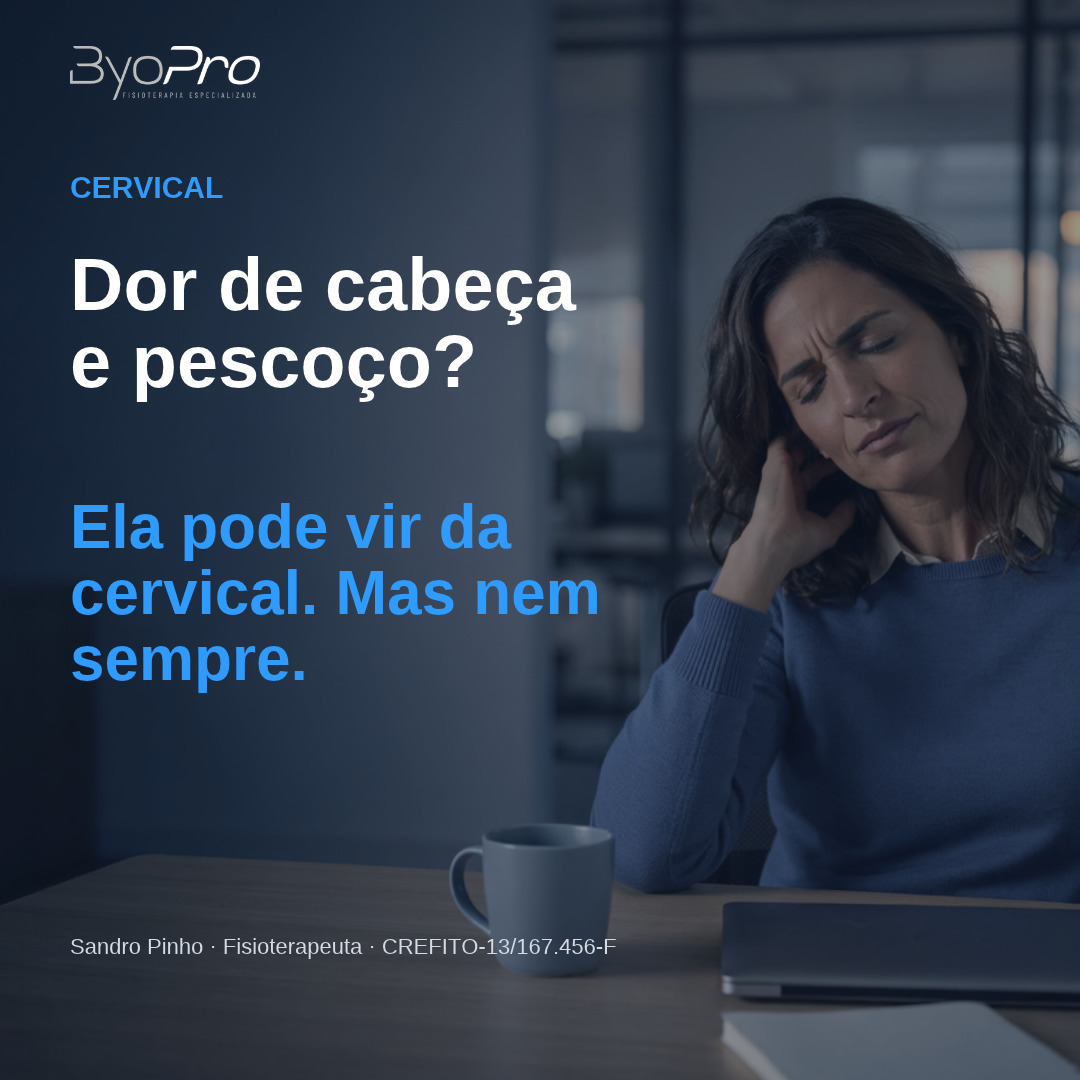 ByoPro
FISIOTERAPIA ESPECIALIZADA
CERVICAL
Dor de cabeça
e pescoço?
Ela pode vir da
cervical. Mas nem
sempre.
Sandro Pinho · Fisioterapeuta · CREFITO-13/167.456-F